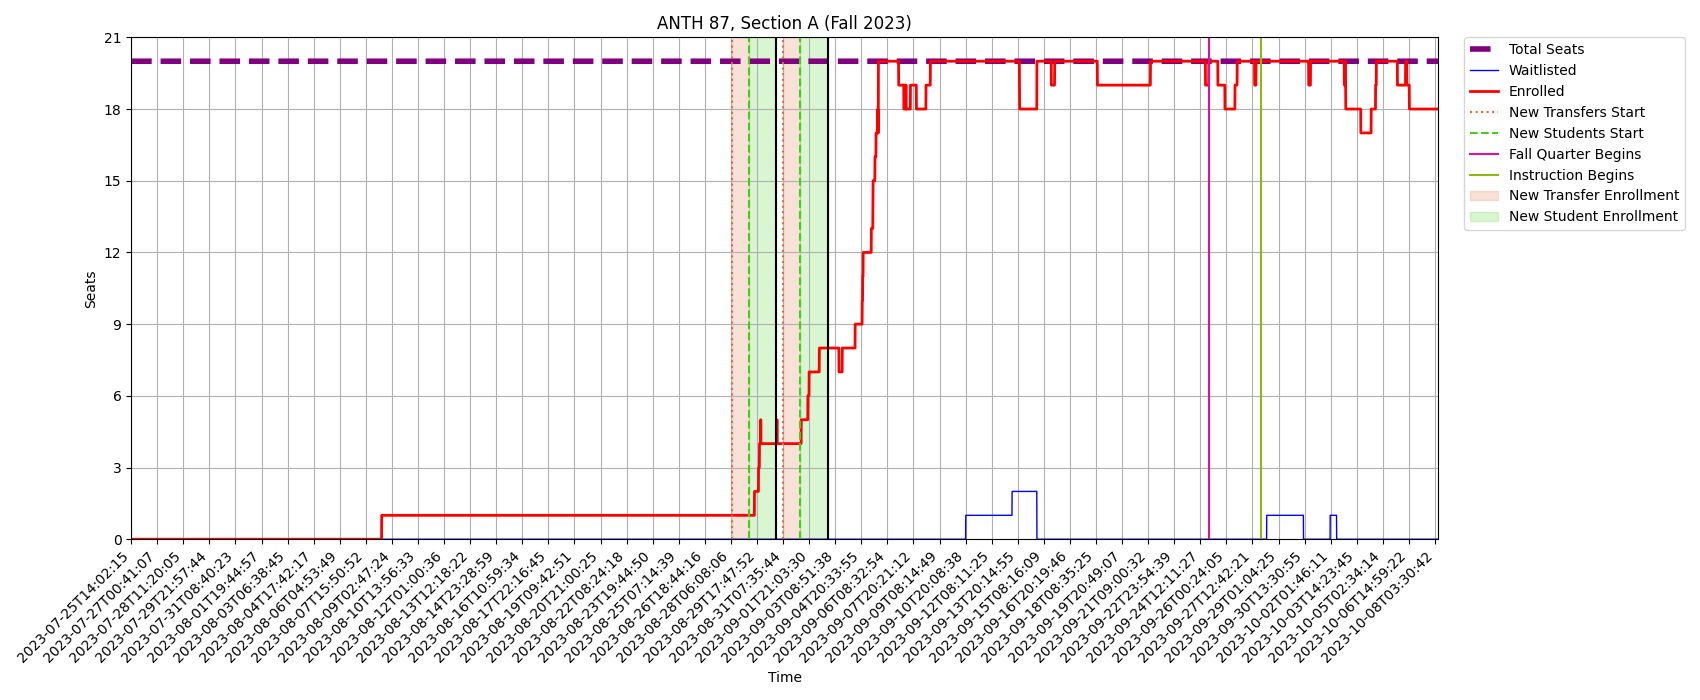 ANTH 87, Section A (Fall 2023)
21
18
15
12
9
6
3
0
Seats
2023-07-25T14:02:15
2023-07-27T00:41:07
2023-07-28T11:20:05
2023-07-29T21:57:44
2023-07-31T08:40:23
2023-08-01T19:44:57
2023-08-03T06:38:45
2023-08-04T17:42:17
2023-08-06T04:53:49
2023-08-07T15:50:52
2023-08-09T02:47:24
2023-08-10T13:56:33
2023-08-12T01:00:36
2023-08-13T12:18:22
2023-08-14T23:28:59
2023-08-16T10:59:34
2023-08-17T22:16:45
2023-08-19T09:42:51
2023-08-20T21:00:25
2023-08-22T08:24:18
2023-08-23T19:44:50
2023-08-25T07:14:39
2023-08-26T18:44:16
2023-08-28T06:08:06
2023-08-29T17:47:52
2023-08-31T07:35:44
2023-09-01T21:03:30
2023-09-03T08:51:38
2023-09-04T20:33:55
2023-09-06T08:32:54
2023-09-07T20:21:12
2023-09-09T08:14:49
2023-09-10T20:08:38
2023-09-12T08:11:25
2023-09-13T20:14:55
2023-09-15T08:16:09
2023-09-16T20:19:46
2023-09-18T08:35:25
2023-09-19T20:49:07
2023-09-21T09:00:32
2023-09-22T23:54:39
2023-09-24T12:11:27
2023-09-26T00:24:05
2023-09-27T12:42:21
2023-09-29T01:04:25
2023-09-30T13:30:55
2023-10-02T01:46:11
2023-10-03T14:23:45
2023-10-05T02:34:14
2023-10-06T14:59:22
2023-10-08T03:30:42
Time
Total Seats
Waitlisted
Enrolled
New Transfers Start
New Students Start
Fall Quarter Begins
Instruction Begins
New Transfer Enrollment
New Student Enrollment